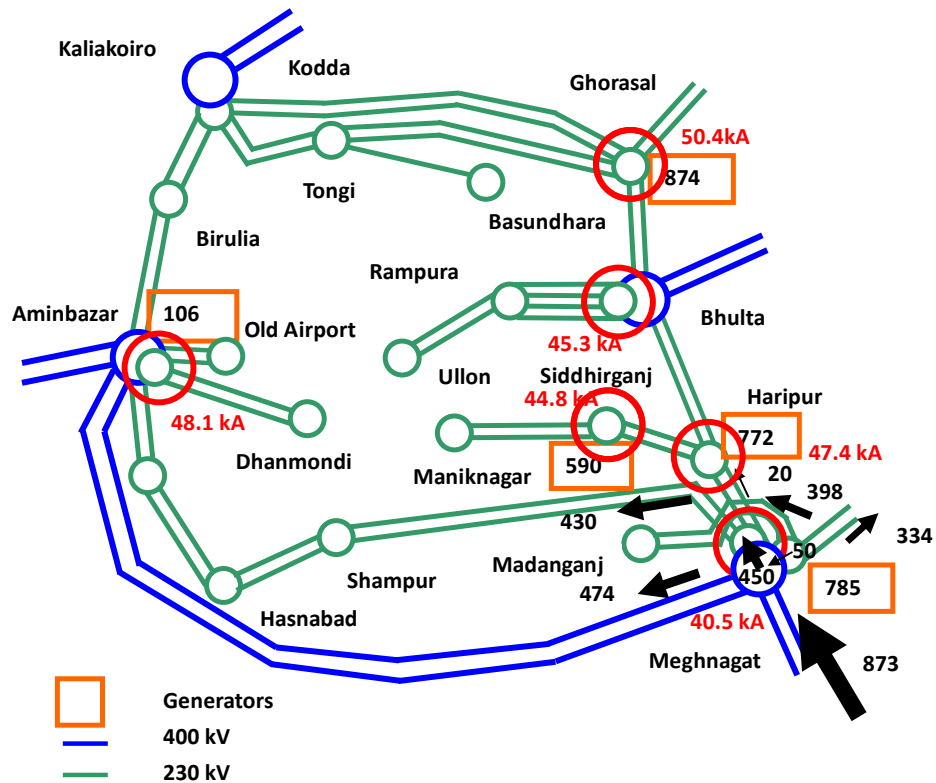 Kaliakoiro
Kodda
Ghorasal
50.4kA
874
Tongi
Basundhara
Birulia
Rampura
Aminbazar
106
Old Airport
Bhulta
45.3 kA
Ullon
Siddhirganj
44.8 kA
Haripur
48.1 kA
772
47.4 kA
Dhanmondi
Maniknagar
590
20
398
430
334
Madanganj
50
Shampur
474
450
785
Hasnabad
40.5 kA
Meghnagat
873
Generators
400 kV
230 kV